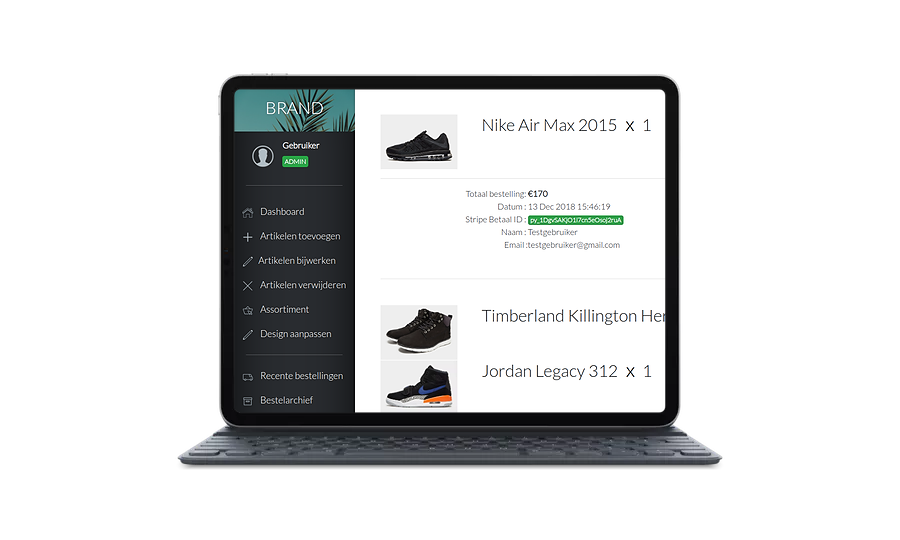 BRAND
Gebruiker
ADMIN
Dashboard
Artikelen toevoegen
Artikelen bijwerken
Artikelen verwijderen
Assortiment
Design aanpassen
Recente bestellingen
Bestelarchief
Nike Air Max 2015 x 1
Totaal bestelling: €170
Datum : 13 Dec 2018 15:46:19
Stripe Betaal ID :
Naam : Testgebruiker
Email :testgebruiker@gmail.com
Timberland Killington Her
Jordan Legacy 312 x 1